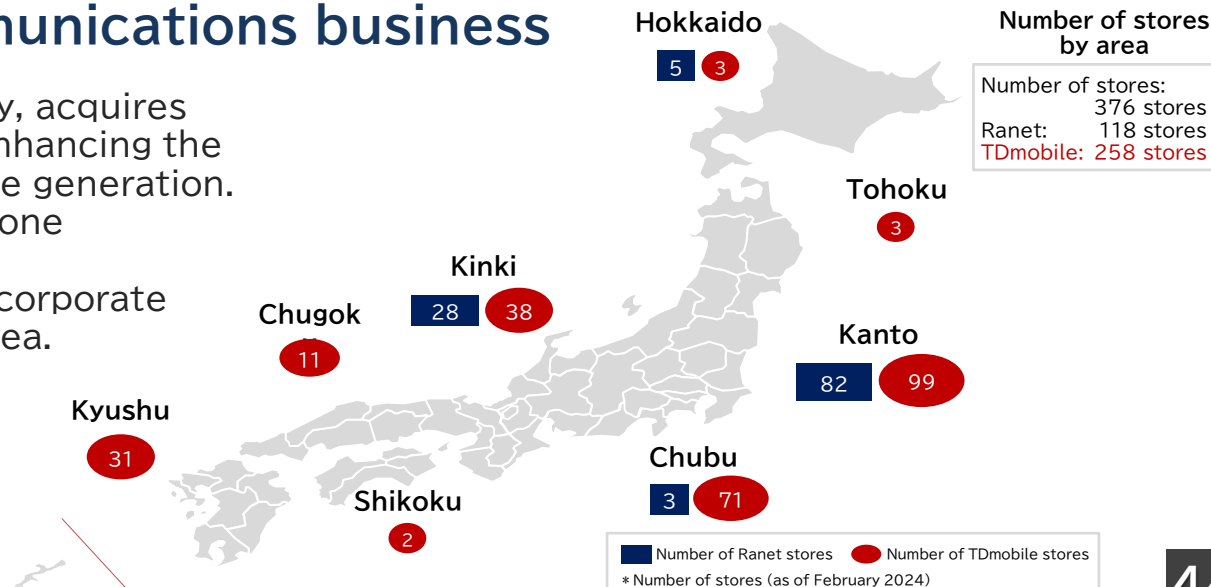 munications business
y, acquires
nhancing the
e generation.
one
corporate
ea.
Hokkaido
5 3
Number of stores
by area
Number of stores:
376 stores
Ranet: 118 stores
TDmobile: 258 stores
Tohoku
3
Kinki
28 38
Chugok
11
Kanto
82 99
Kyushu
31
Chubu
3 71
Shikoku
2
Number of Ranet stores Number of TDmobile stores
* Number of stores (as of February 2024)
4